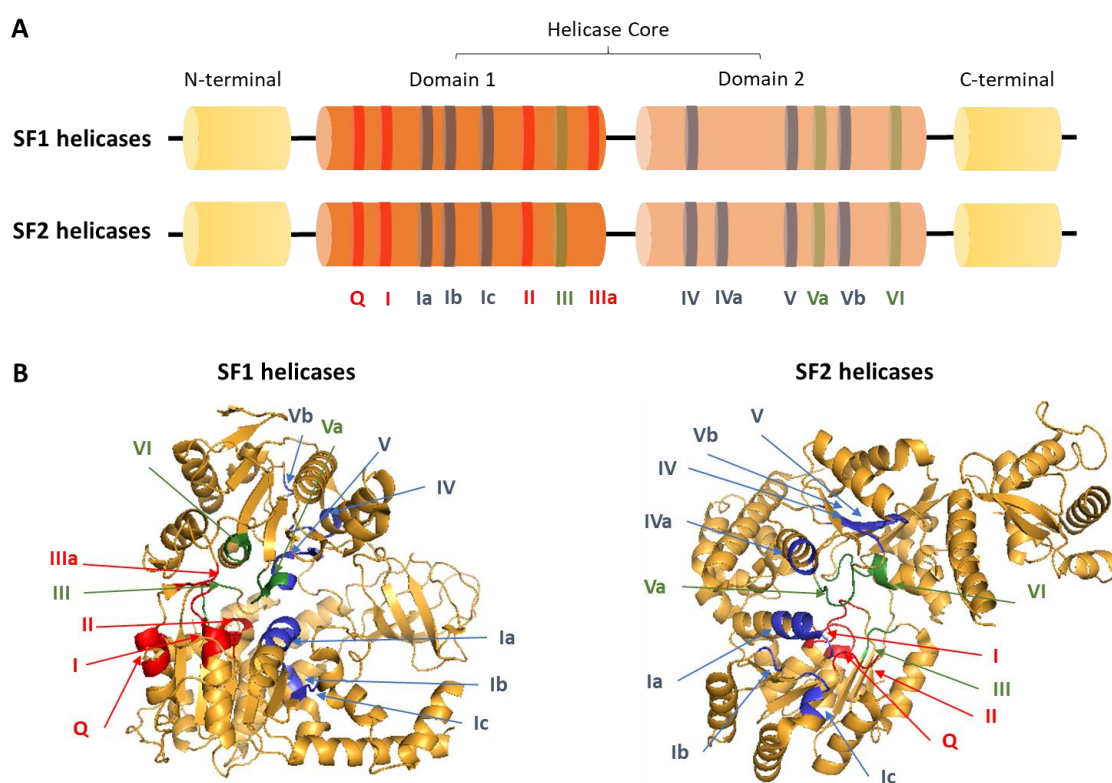 A
Helicase Core
N-terminal Domain 1 Domain 2 C-terminal
SF1 helicases
SF2 helicases
Q I Ia Ib Ic II III IIIa IV IVa V Va Vb VI
B
SF1 helicases
Vb
Va
VI
V
IV
IIIa
III
II
I
Q
Ia
Ib
Ic
SF2 helicases
V
Vb
IV
IVa
Va
VI
Ia
I
III
II
Ib
Q
Ic